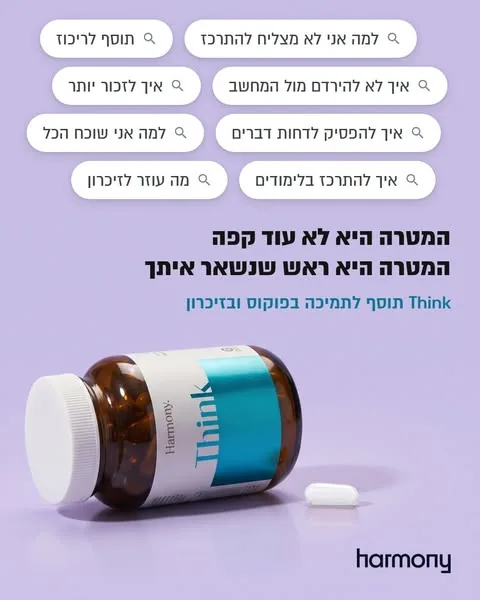 למה אני לא מצליח להתרכז
תוסף לריכוז
איך לא להירדם מול המחשב
איך לזכור יותר
איך להפסיק לדחות דברים
למה אני שוכח הכל
איך להתרכז בלימודים
מה עוזר לזיכרון
המטרה היא לא עוד קפה
המטרה היא ראש שנשאר איתך
Think תוסף לתמיכה בפוקוס ובזיכרון
Harmony.
Think
harmony